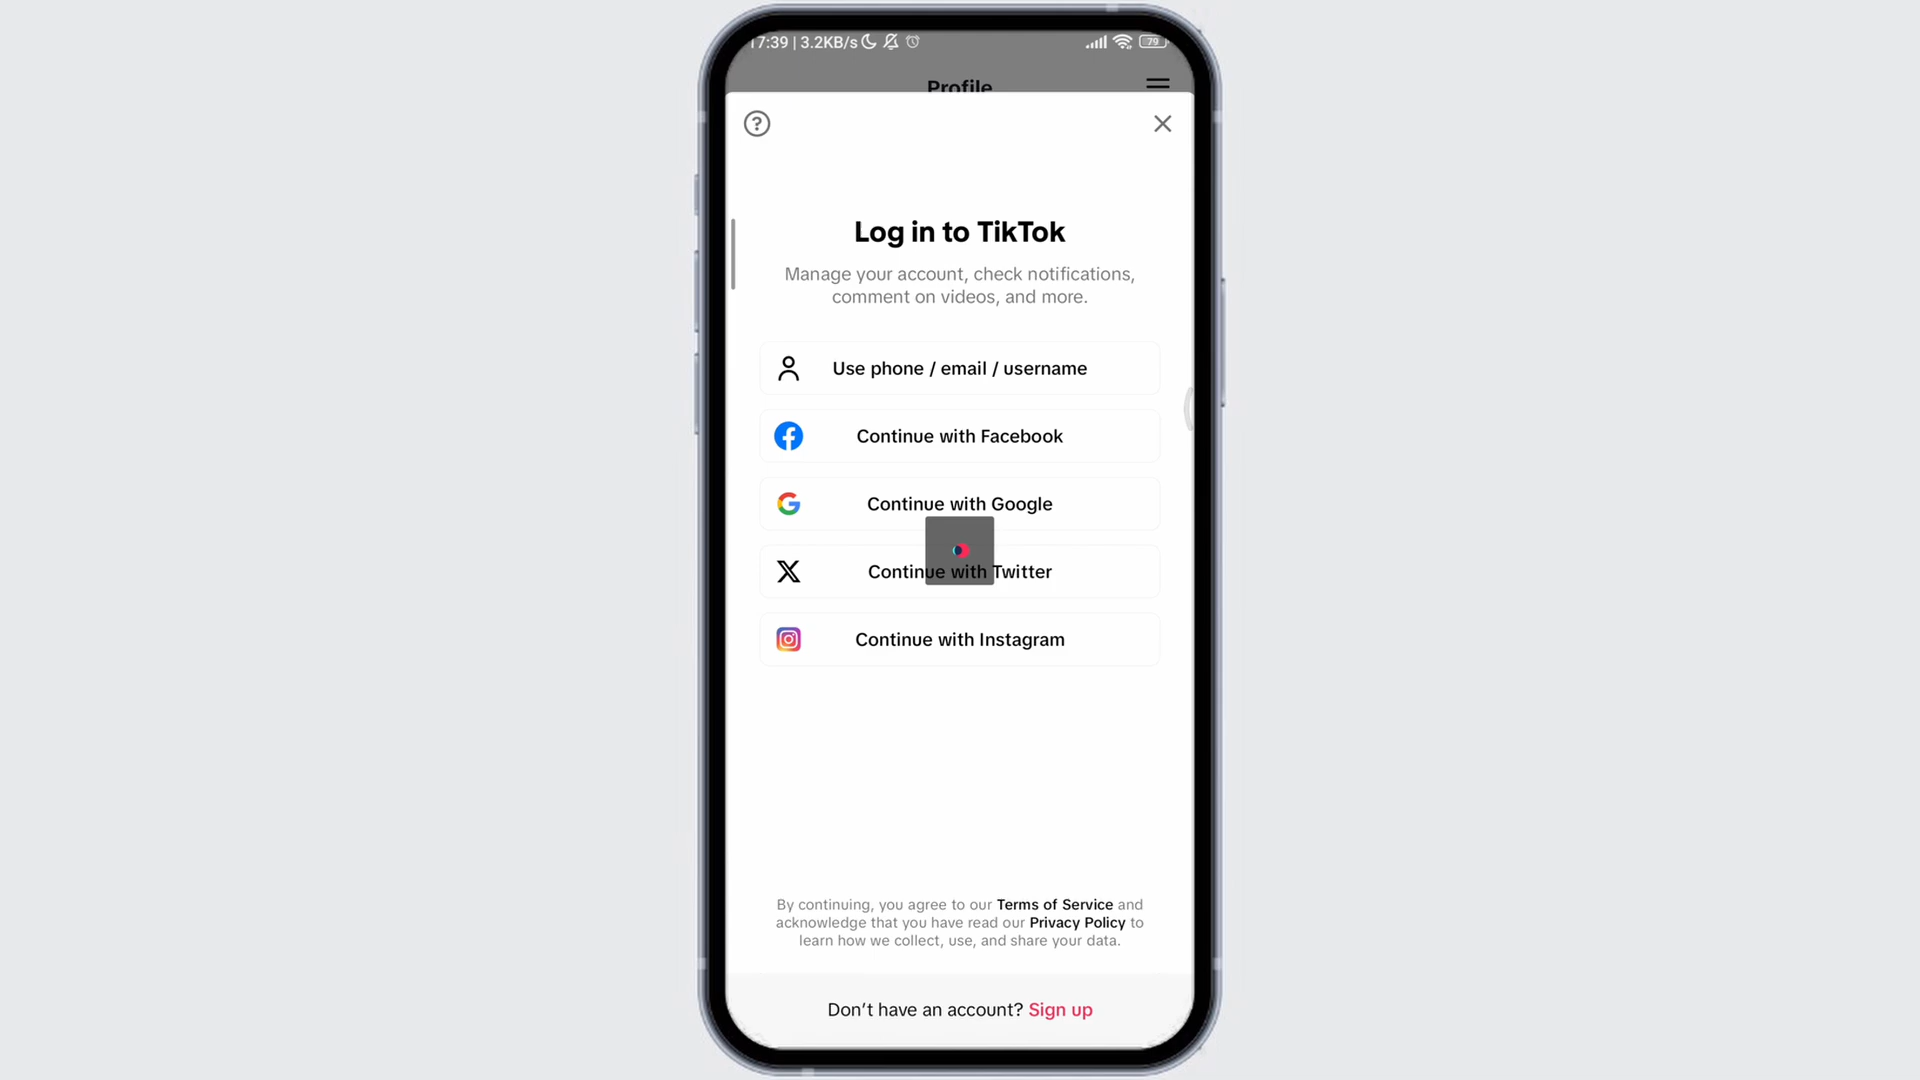 17:39 | 3.2KB/s 79
Profile
Log in to TikTok
Manage your account, check notifications,
comment on videos, and more.
Use phone / email / username
Continue with Facebook
Continue with Google
Continue with Twitter
Continue with Instagram
By continuing, you agree to our Terms of Service and
acknowledge that you have read our Privacy Policy to
learn how we collect, use, and share your data.
Don't have an account? Sign up